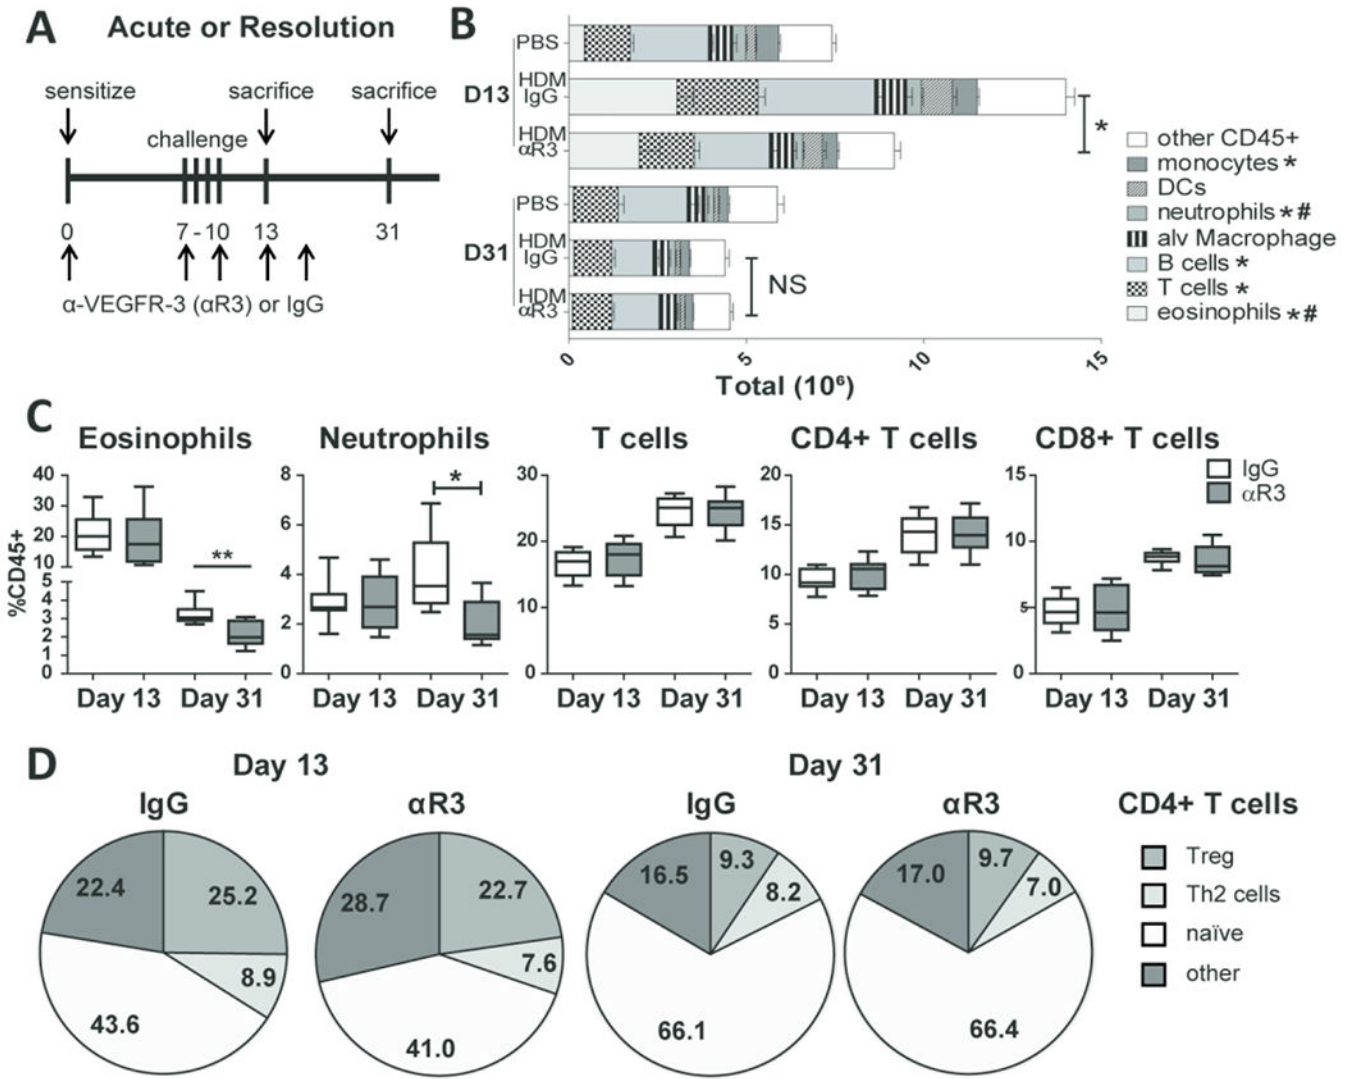 A
Acute or Resolution
sensitize
sacrifice
sacrifice
challenge
0
7-10
13
31
α-VEGFR-3 (αR3) or IgG
B
PBS
D13
HDM
IgG
HDM
αR3
*
PBS
D31
HDM
IgG
NS
HDM
αR3
0
5
10
15
Total (10⁶)
other CD45+
monocytes *
DCs
neutrophils *#
alv Macrophage
B cells *
T cells *
eosinophils *#
C
Eosinophils
Neutrophils
T cells
CD4+ T cells
CD8+ T cells
IgG
αR3
%CD45+
40
30
20
10
5
4
3
2
1
0
**
Day 13
Day 31
8
6
4
2
0
*
Day 13
Day 31
30
20
10
0
Day 13
Day 31
20
15
10
5
0
Day 13
Day 31
15
10
5
0
Day 13
Day 31
D
Day 13
Day 31
IgG
αR3
IgG
αR3
CD4+ T cells
22.4
25.2
8.9
43.6
28.7
22.7
7.6
41.0
16.5
9.3
8.2
66.1
17.0
9.7
7.0
66.4
Treg
Th2 cells
naïve
other